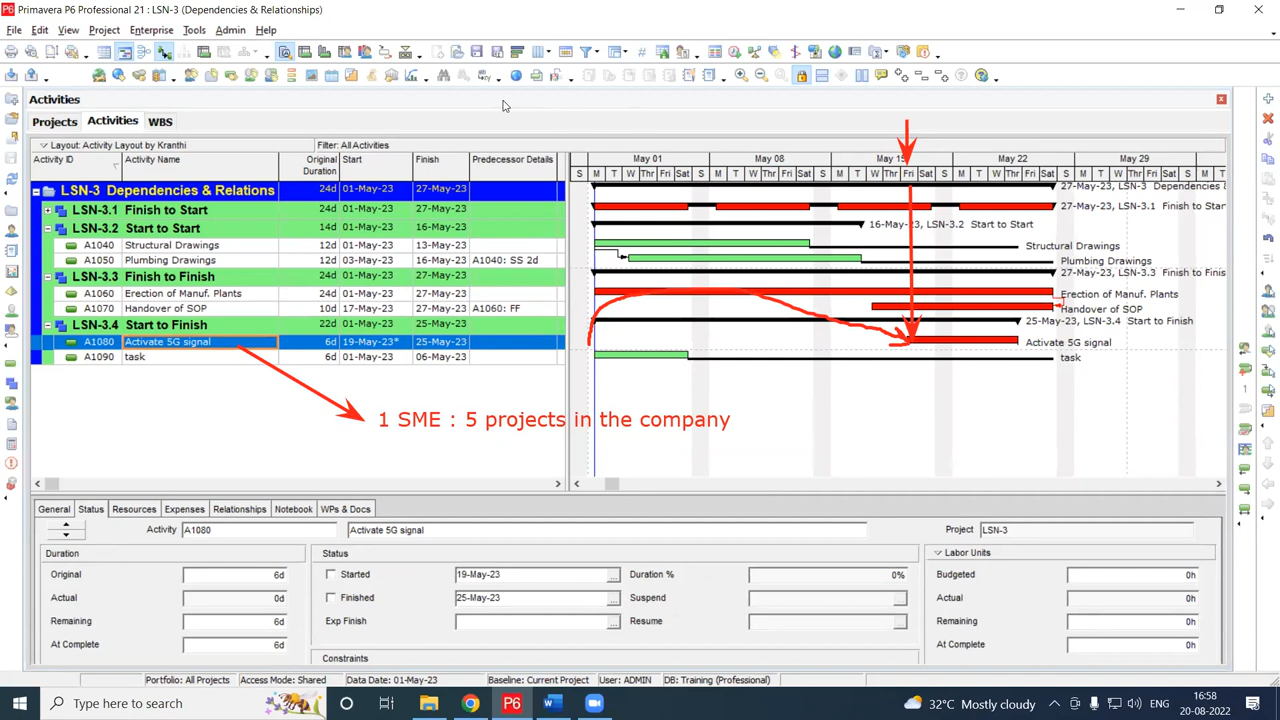 Primavera P6 Professional 21 : LSN-3 (Dependencies & Relationships)
File Edit View Project Enterprise Tools Admin Help
Activities
Projects Activities WBS
Layout: Activity Layout by Kranthi Filter: All Activities
Activity ID Activity Name Original Duration Start Finish Predecessor Details
May 01 May 08 May 15 May 22 May 29
S M T W Thr Fri Sat S M T W Thr Fri Sat S M T W Thr Fri Sat S M T W Thr Fri Sat S M T W Thr Fri Sat S M
LSN-3 Dependencies & Relations 24d 01-May-23 27-May-23 27-May-23, LSN-3 Dependencies &
LSN-3.1 Finish to Start 24d 01-May-23 27-May-23 27-May-23, LSN-3.1 Finish to Start
LSN-3.2 Start to Start 14d 01-May-23 16-May-23 16-May-23, LSN-3.2 Start to Start
A1040 Structural Drawings 12d 01-May-23 13-May-23 Structural Drawings
A1050 Plumbing Drawings 12d 03-May-23 16-May-23 A1040: SS 2d Plumbing Drawings
LSN-3.3 Finish to Finish 24d 01-May-23 27-May-23 27-May-23, LSN-3.3 Finish to Finis
A1060 Erection of Manuf. Plants 24d 01-May-23 27-May-23 Erection of Manuf. Plants
A1070 Handover of SOP 10d 17-May-23 27-May-23 A1060: FF Handover of SOP
LSN-3.4 Start to Finish 22d 01-May-23 25-May-23 25-May-23, LSN-3.4 Start to Finish
A1080 Activate 5G signal 6d 19-May-23* 25-May-23 Activate 5G signal
A1090 task 6d 01-May-23 06-May-23 task
1 SME : 5 projects in the company
General Status Resources Expenses Relationships Notebook WPs & Docs
Activity A1080 Activate 5G signal Project LSN-3
Duration Status Labor Units
Original 6d Started 19-May-23 Duration % 0% Budgeted 0h
Actual 0d Finished 25-May-23 Suspend Actual 0h
Remaining 6d Exp Finish Resume Remaining 0h
At Complete 6d At Complete 0h
Constraints
Portfolio: All Projects Access Mode: Shared Data Date: 01-May-23 Baseline: Current Project User: ADMIN DB: Training (Professional)
Type here to search 32°C Mostly cloudy ENG 16:58
20-08-2022